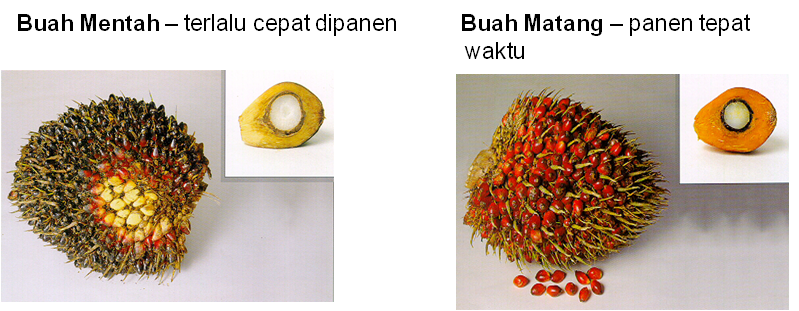 Buah Mentah – terlalu cepat dipanen
Buah Matang – panen tepat
waktu